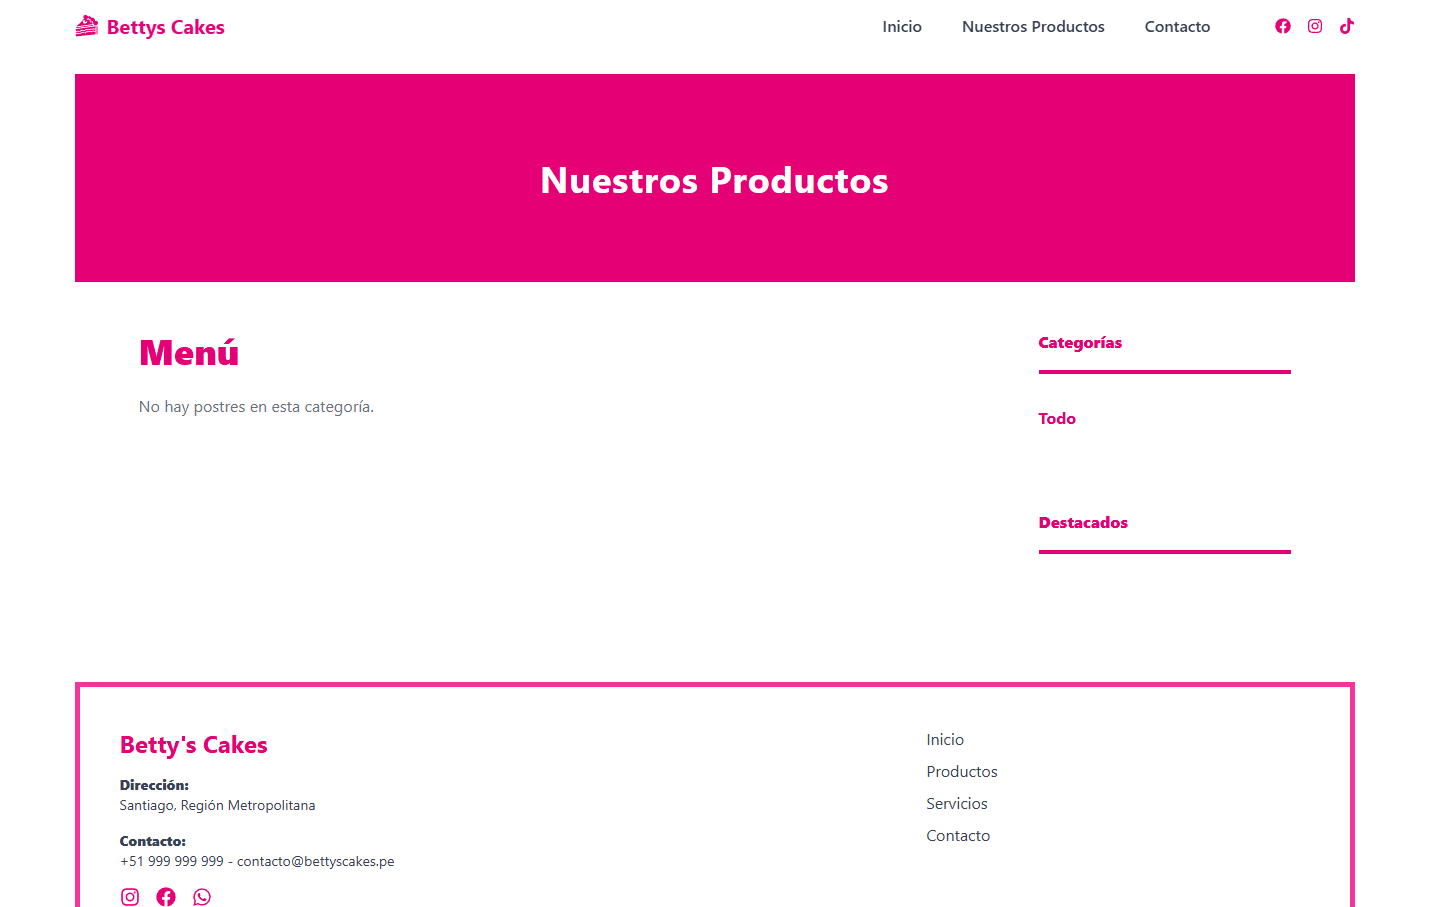 Bettys Cakes
Inicio
Nuestros Productos
Contacto
Nuestros Productos
Menú
No hay postres en esta categoría.
Categorías
Todo
Destacados
Betty's Cakes
Dirección:
Santiago, Región Metropolitana
Contacto:
+51 999 999 999 - contacto@bettyscakes.pe
Inicio
Productos
Servicios
Contacto